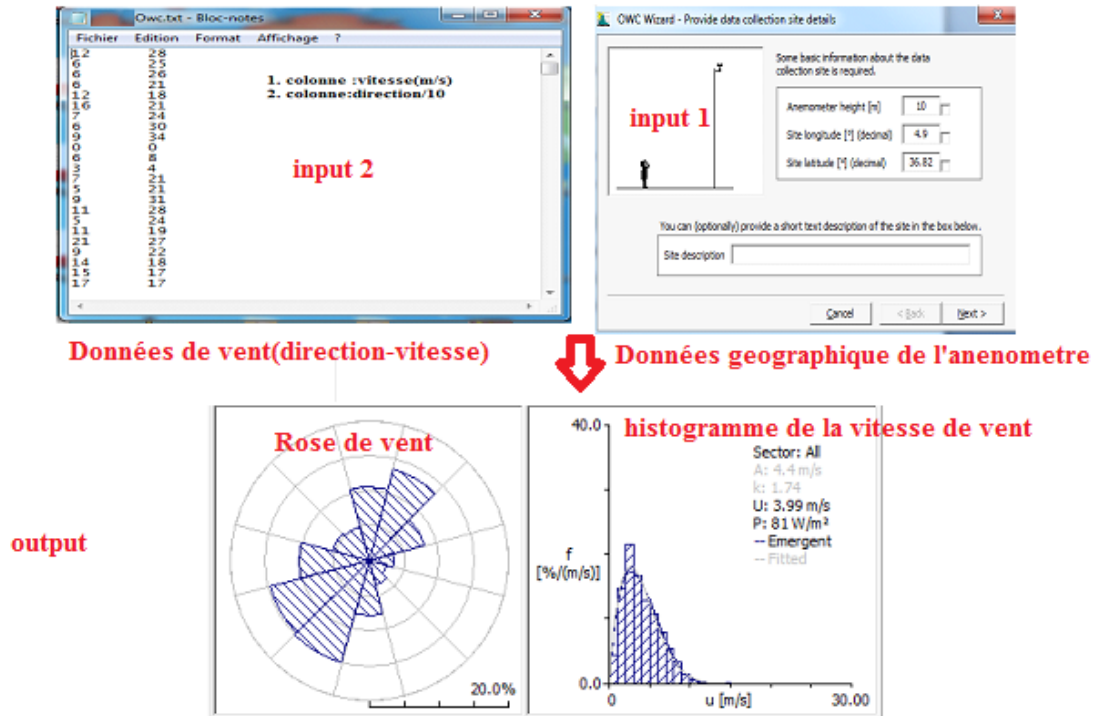 Owc.txt - Bloc-notes
Fichier Edition Format Affichage ?
12 28
6 25
6 26
6 21
12 18
16 21
7 24
6 30
9 34
0 0
6 8
3 4
7 21
5 21
9 31
11 28
5 24
11 19
21 27
9 22
14 18
15 17
17 17
1. colonne :vitesse(m/s)
2. colonne:direction/10
input 2
OWC Wizard - Provide data collection site details
Some basic information about the data
collection site is required.
input 1
Anemometer height [m] 10
Site longitude [°] (decimal) 4.9
Site latitude [°] (decimal) 36.82
You can (optionally) provide a short text description of the site in the box below.
Site description
Cancel < Back Next >
Données de vent(direction-vitesse)
Données geographique de l'anenometre
Rose de vent
20.0%
histogramme de la vitesse de vent
40.0
Sector: All
A: 4.4 m/s
k: 1.74
U: 3.99 m/s
P: 81 W/m²
-- Emergent
-- Fitted
f
[%/(m/s)]
0.0
0 u [m/s] 30.00
output